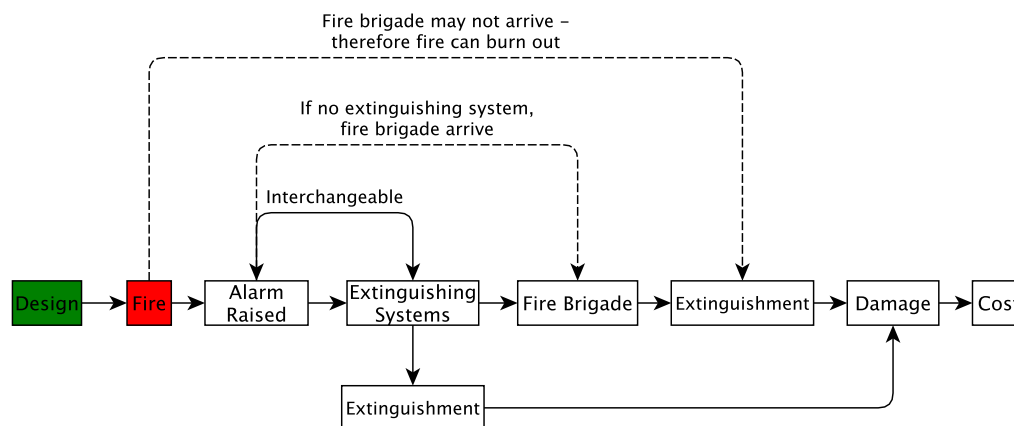 Fire brigade may not arrive –
therefore fire can burn out
If no extinguishing system,
fire brigade arrive
Interchangeable
Design
Fire
Alarm
Raised
Extinguishing
Systems
Fire Brigade
Extinguishment
Damage
Cost
Extinguishment